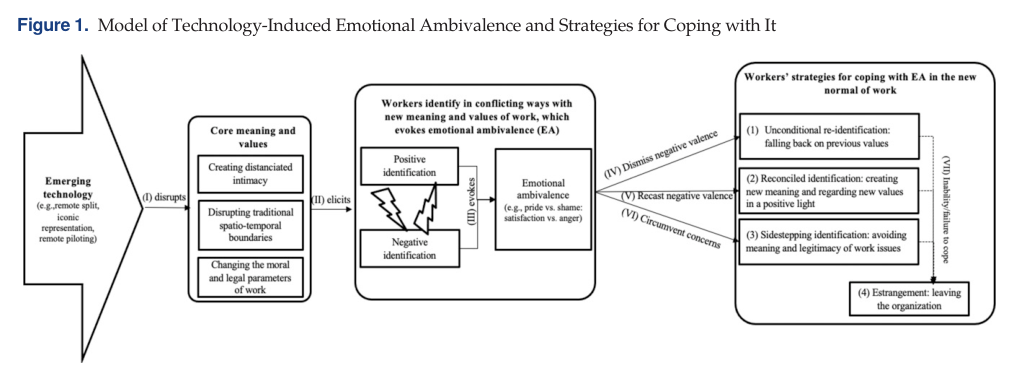 Figure 1. Model of Technology-Induced Emotional Ambivalence and Strategies for Coping with It
Emerging
technology
(e.g.,remote split,
iconic
representation,
remote piloting)
(I) disrupts
Core meaning and
values
Creating distanciated
intimacy
Disrupting traditional
spatio-temporal
boundaries
Changing the moral
and legal parameters
of work
(II) elicits
Workers identify in conflicting ways with
new meaning and values of work, which
evokes emotional ambivalence (EA)
Positive
identification
Negative
identification
(III) evokes
Emotional
ambivalence
(e.g., pride vs. shame:
satisfaction vs. anger)
(IV) Dismiss negative valence
(V) Recast negative valence
(VI) Circumvent concerns
Workers' strategies for coping with EA in the new
normal of work
(1) Unconditional re-identification:
falling back on previous values
(2) Reconciled identification: creating
new meaning and regarding new values
in a positive light
(3) Sidestepping identification: avoiding
meaning and legitimacy of work issues
(VII) Inability/failure to cope
(4) Estrangement: leaving
the organization